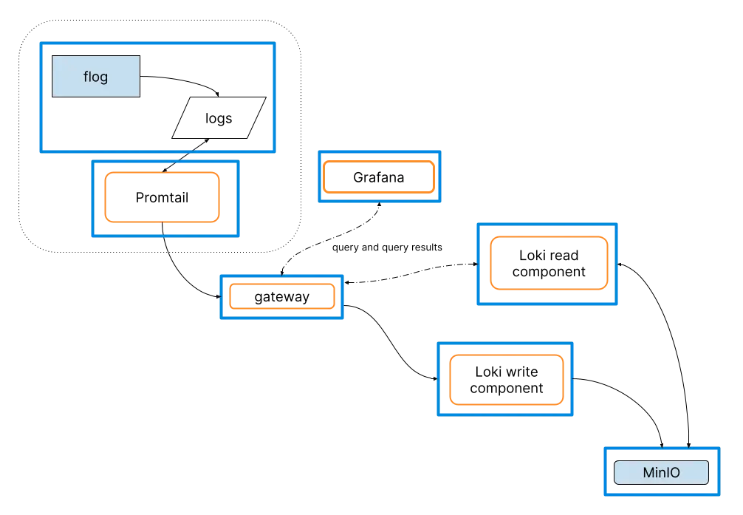 flog
logs
Promtail
Grafana
query and query results
Loki read
component
gateway
Loki write
component
MinIO